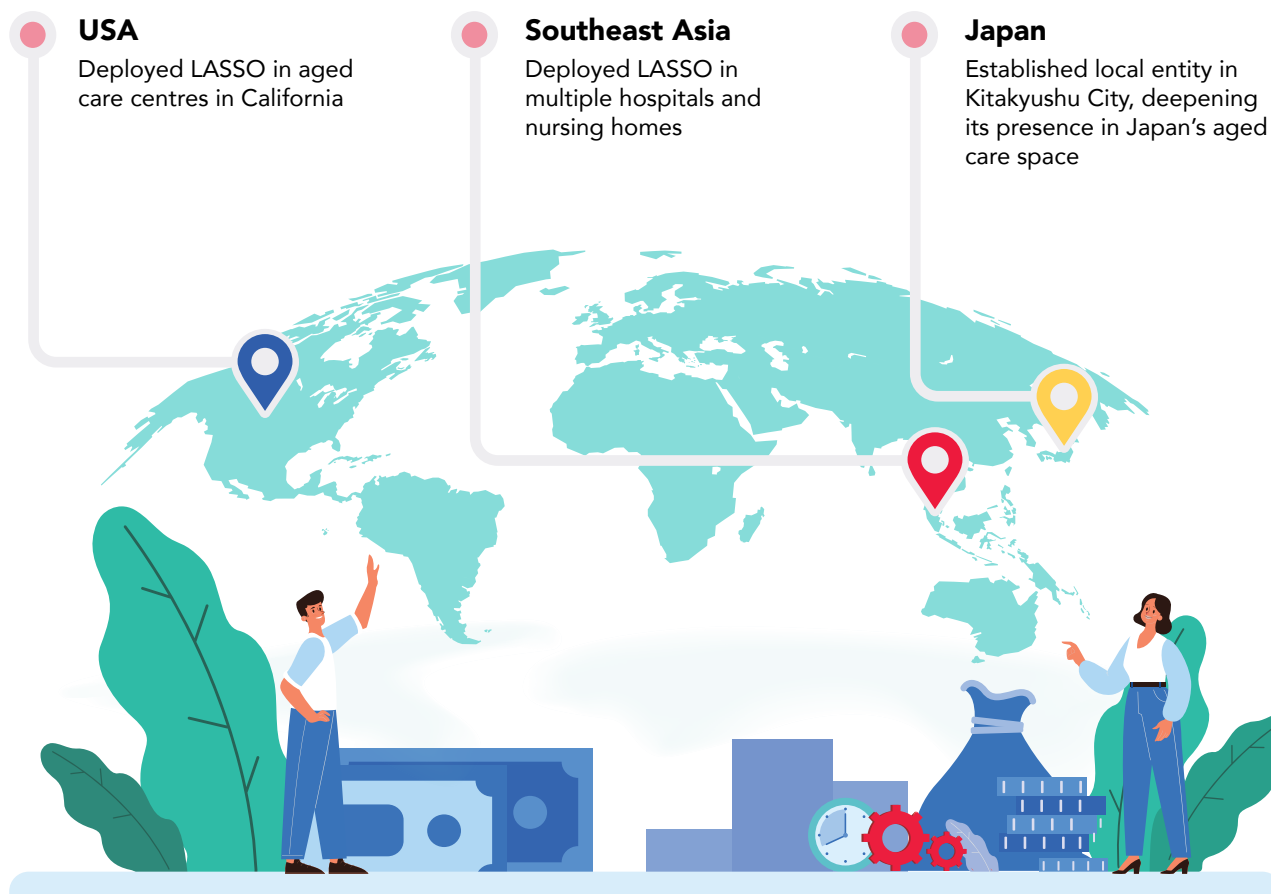 USA
Deployed LASSO in aged
care centres in California
Southeast Asia
Deployed LASSO in
multiple hospitals and
nursing homes
Japan
Established local entity in
Kitakyushu City, deepening
its presence in Japan’s aged
care space